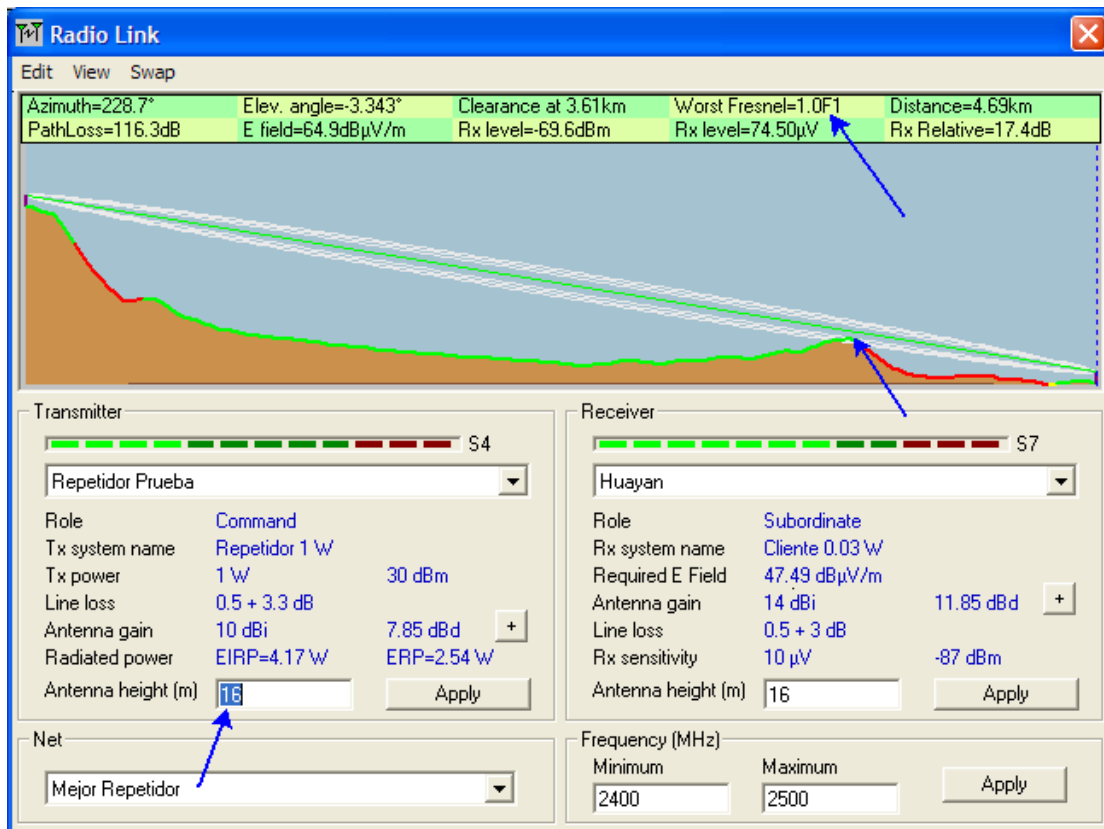 Radio Link
Edit View Swap
Azimuth=228.7° Elev. angle=-3.343° Clearance at 3.61km Worst Fresnel=1.0F1 Distance=4.69km
PathLoss=116.3dB E field=64.9dBµV/m Rx level=-69.6dBm Rx level=74.50µV Rx Relative=17.4dB
Transmitter
S4
Repetidor Prueba
Role Command
Tx system name Repetidor 1 W
Tx power 1 W 30 dBm
Line loss 0.5 + 3.3 dB
Antenna gain 10 dBi 7.85 dBd +
Radiated power EIRP=4.17 W ERP=2.54 W
Antenna height (m) 16 Apply
Receiver
S7
Huayan
Role Subordinate
Rx system name Cliente 0.03 W
Required E Field 47.49 dBµV/m
Antenna gain 14 dBi 11.85 dBd +
Line loss 0.5 + 3 dB
Rx sensitivity 10 µV -87 dBm
Antenna height (m) 16 Apply
Net
Mejor Repetidor
Frequency (MHz)
Minimum Maximum
2400 2500 Apply